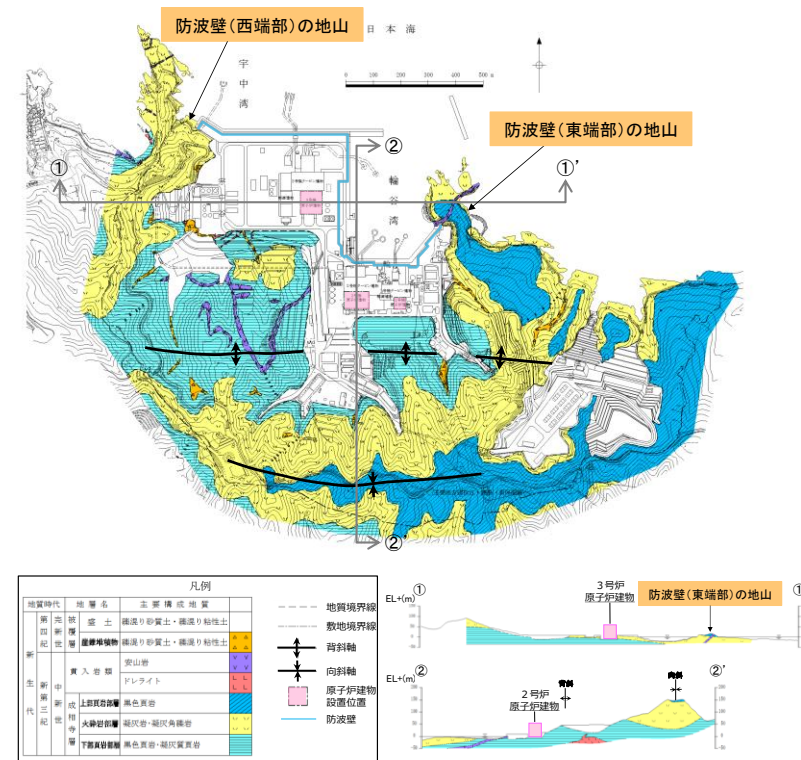 防波壁(西端部)の地山
日 本 海
宇中湾
0 100 200 300 400 500 m
防波壁(東端部)の地山
①
②
①'
輪谷湾
②'
凡例
地質時代 地 層 名 主 要 構 成 地 質
新生代
第四紀
完新世
被覆層
盛 土 礫混り砂質土・礫混り粘性土
崖錐堆積物 礫混り砂質土・礫混り粘性土
新第三紀
中新世
貫 入 岩 類 安山岩
ドレライト
成相寺層
上部頁岩部層 黒色頁岩
火砕岩部層 凝灰岩・凝灰角礫岩
下部頁岩部層 黒色頁岩・凝灰質頁岩
地質境界線
敷地境界線
背斜軸
向斜軸
原子炉建物
設置位置
防波壁
EL+(m) ①
3号炉
原子炉建物
防波壁(東端部)の地山
EL+(m) ②
2号炉
原子炉建物
背斜
向斜
②'